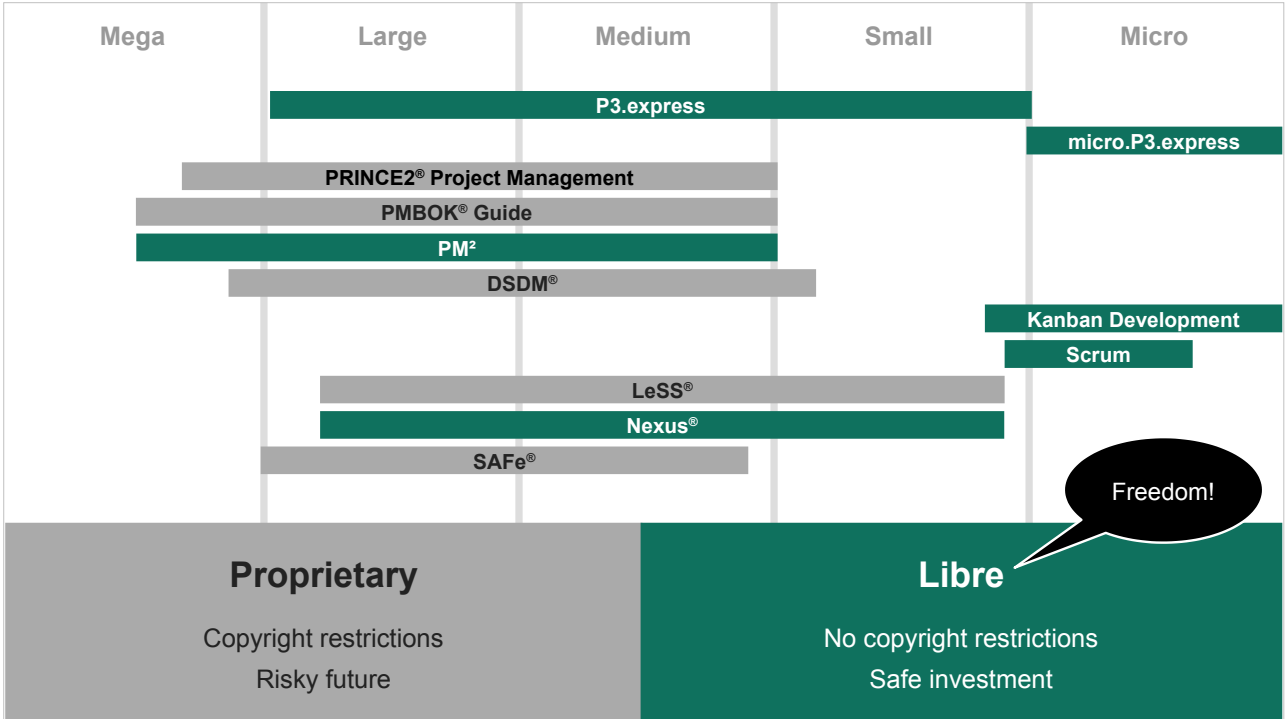 Mega Large Medium Small Micro
P3.express
micro.P3.express
PRINCE2® Project Management
PMBOK® Guide
PM²
DSDM®
Kanban Development
Scrum
LeSS®
Nexus®
SAFe®
Freedom!
Proprietary
Copyright restrictions
Risky future
Libre
No copyright restrictions
Safe investment